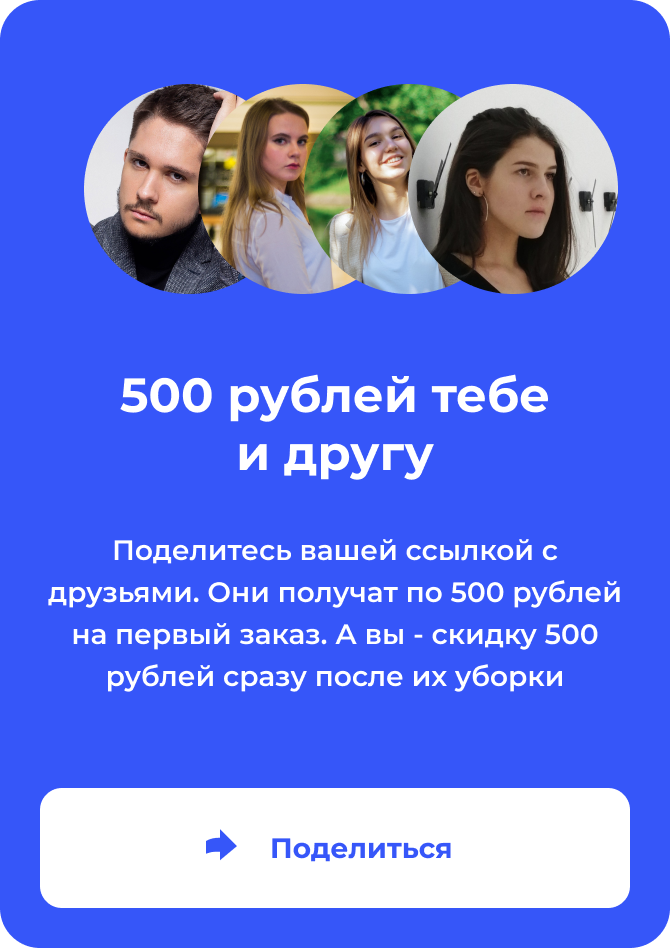 500 рублей тебе
и другу
Поделитесь вашей ссылкой с
друзьями. Они получат по 500 рублей
на первый заказ. А вы - скидку 500
рублей сразу после их уборки
Поделиться